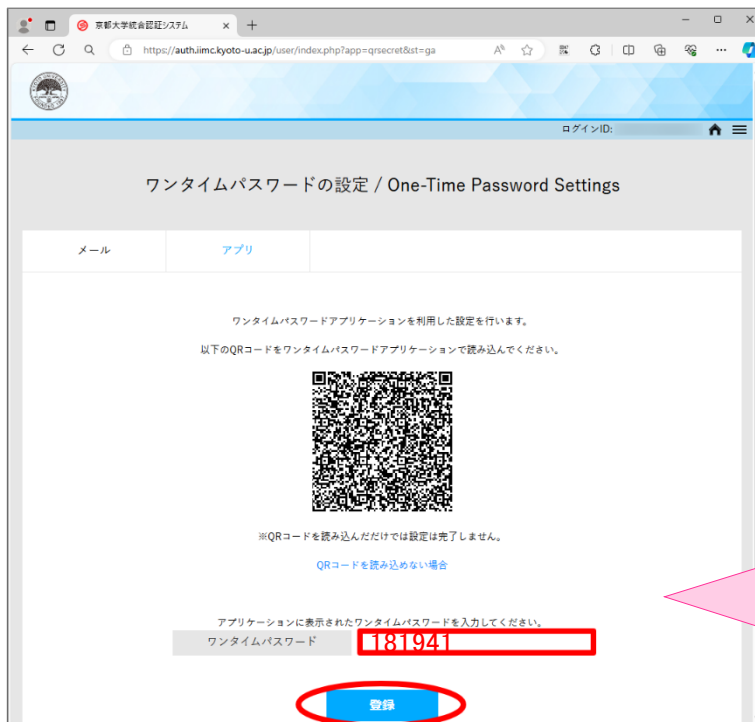 京都大学統合認証システム
https://auth.iimc.kyoto-u.ac.jp/user/index.php?app=qrsecret&st=ga
ログインID:
ワンタイムパスワードの設定 / One-Time Password Settings
メール
アプリ
ワンタイムパスワードアプリケーションを利用した設定を行います。
以下のQRコードをワンタイムパスワードアプリケーションで読み込んでください。
※QRコードを読み込んだだけでは設定は完了しません。
QRコードを読み込めない場合
アプリケーションに表示されたワンタイムパスワードを入力してください。
ワンタイムパスワード 181941
登録